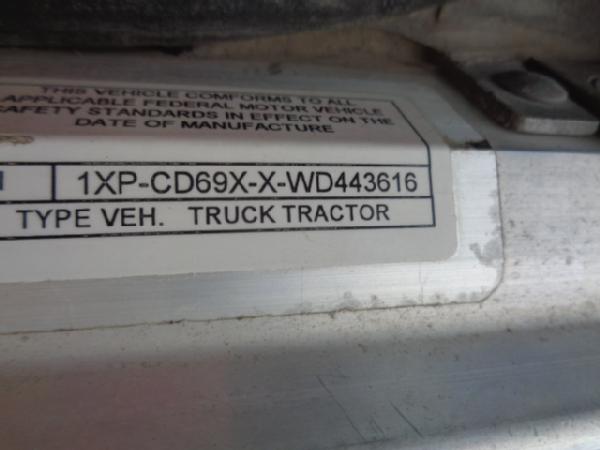 THIS VEHICLE COMFORMS TO ALL
APPLICABLE FEDERAL MOTOR VEHICLE
SAFETY STANDARDS IN EFFECT ON THE
DATE OF MANUFACTURE
1XP-CD69X-X-WD443616
TYPE VEH. TRUCK TRACTOR